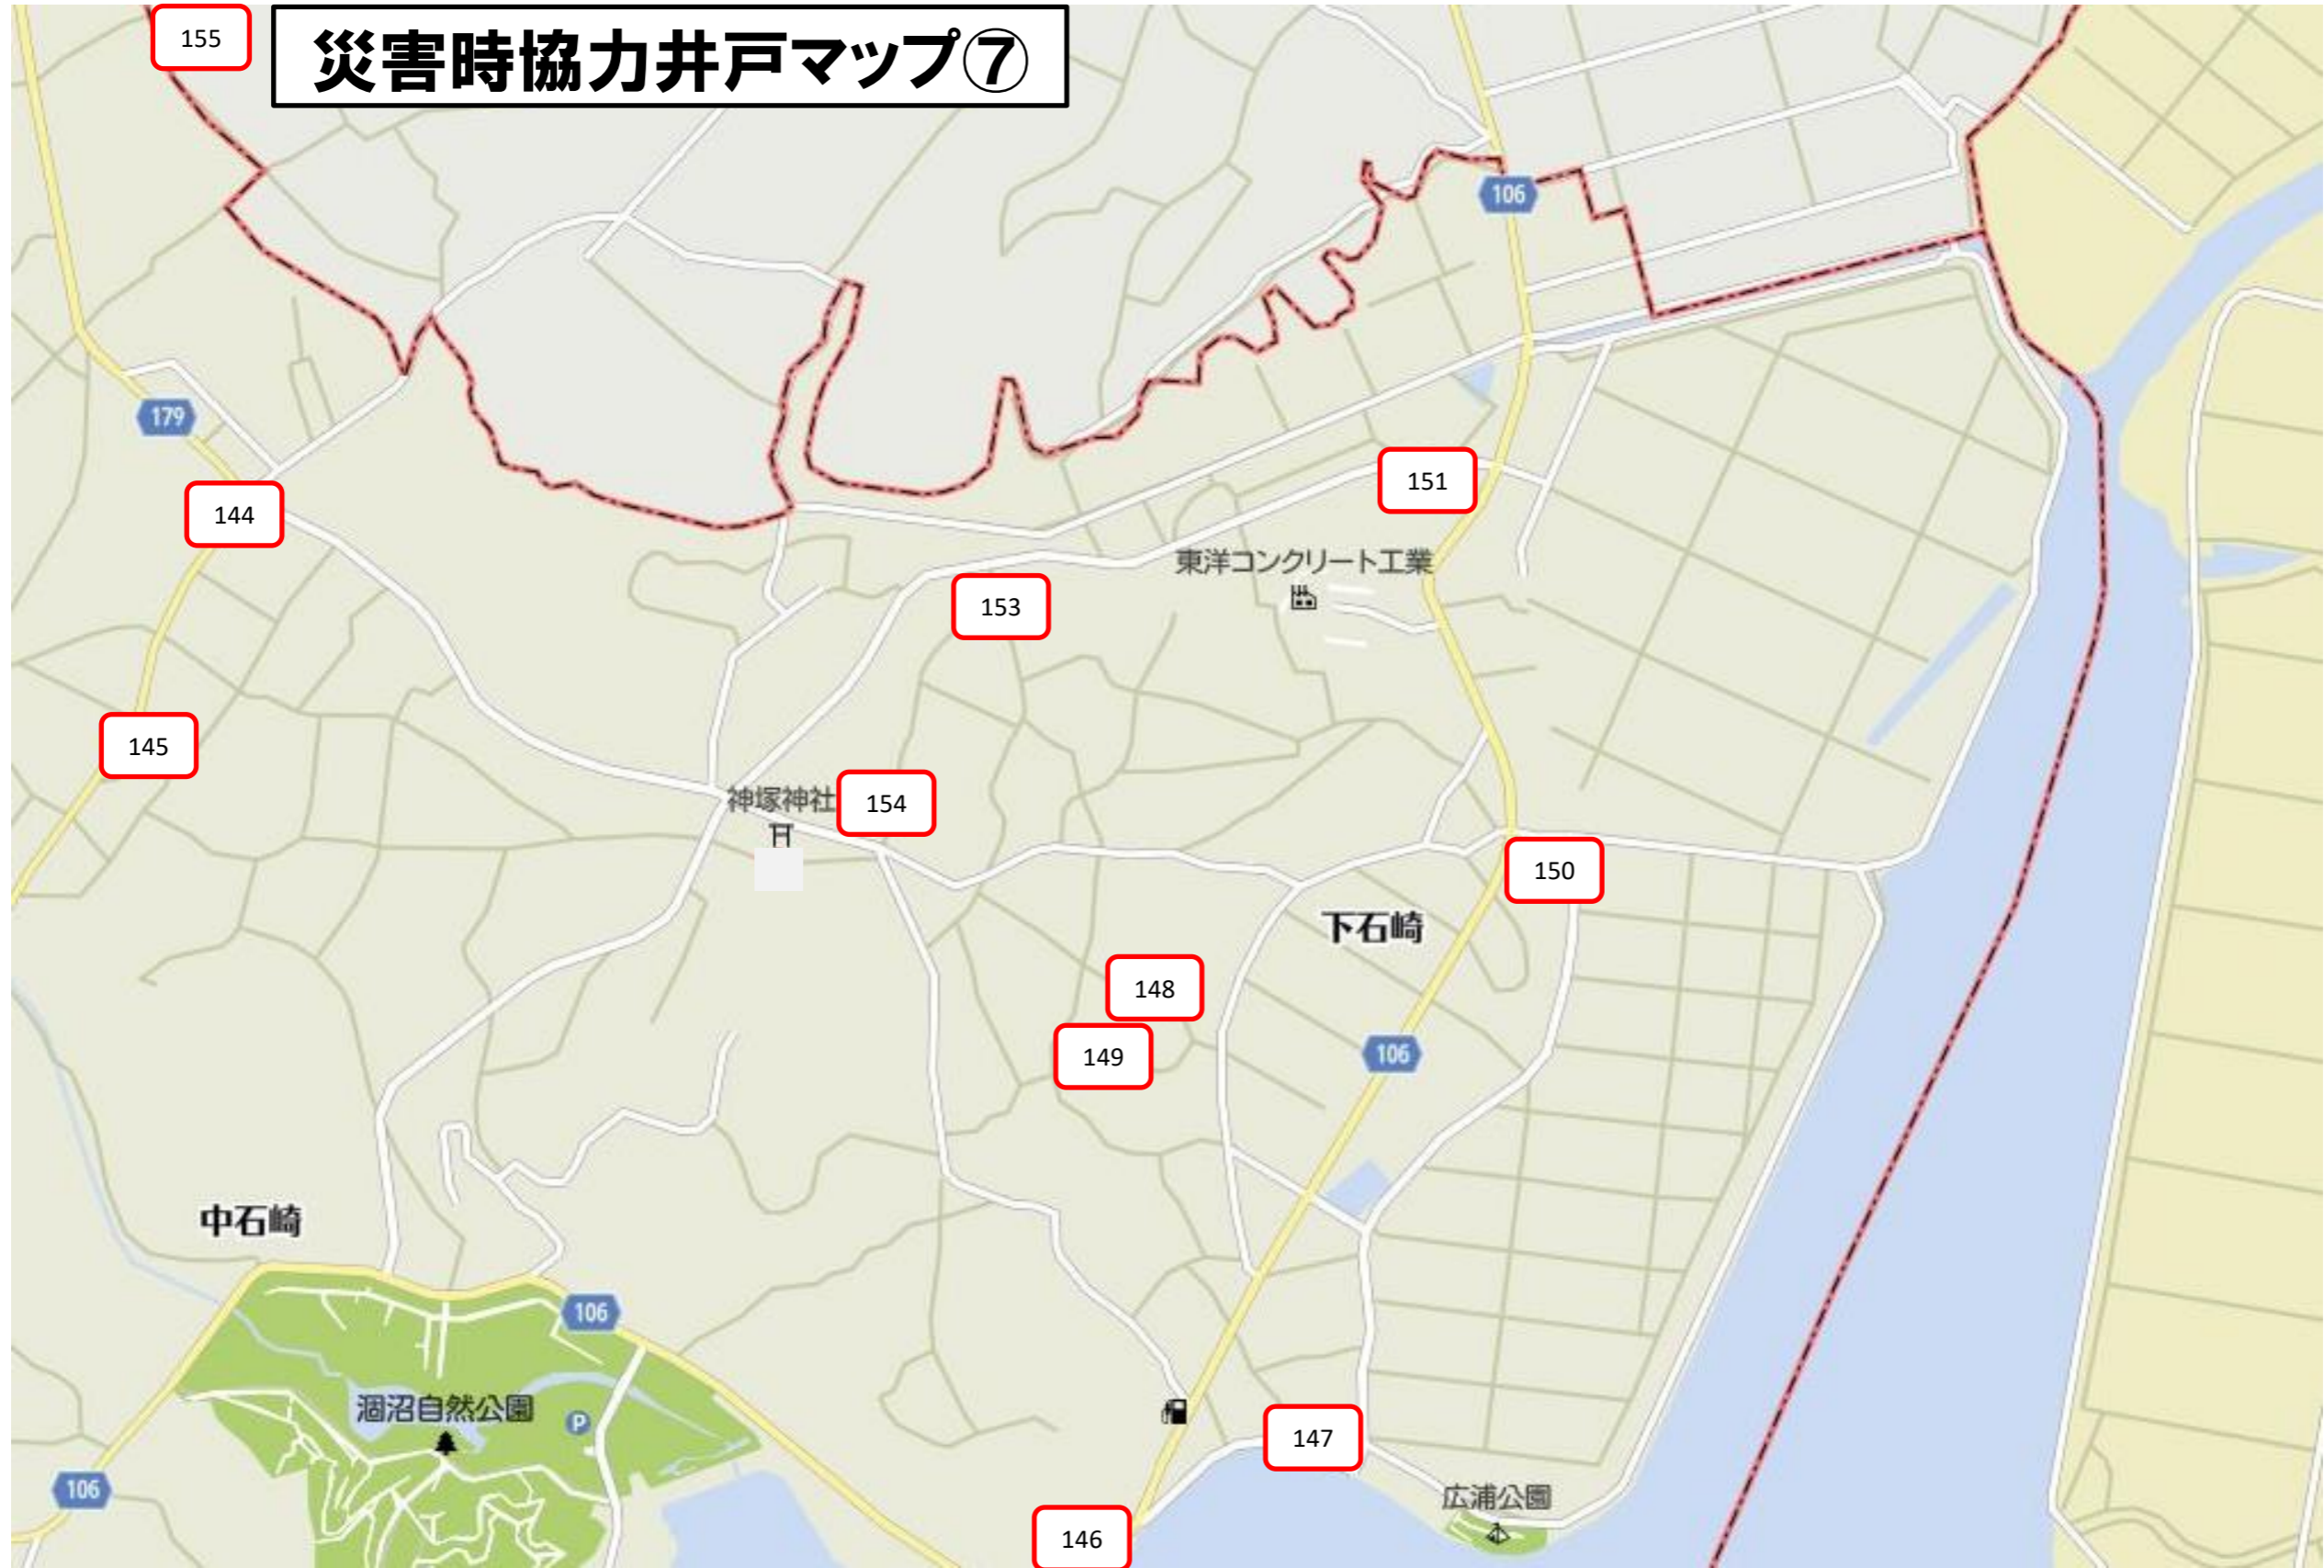 155
災害時協力井戸マップ⑦
106
179
151
144
東洋コンクリート工業
153
145
神塚神社
154
150
下石崎
148
149
106
中石崎
106
涸沼自然公園
P
147
106
広浦公園
146